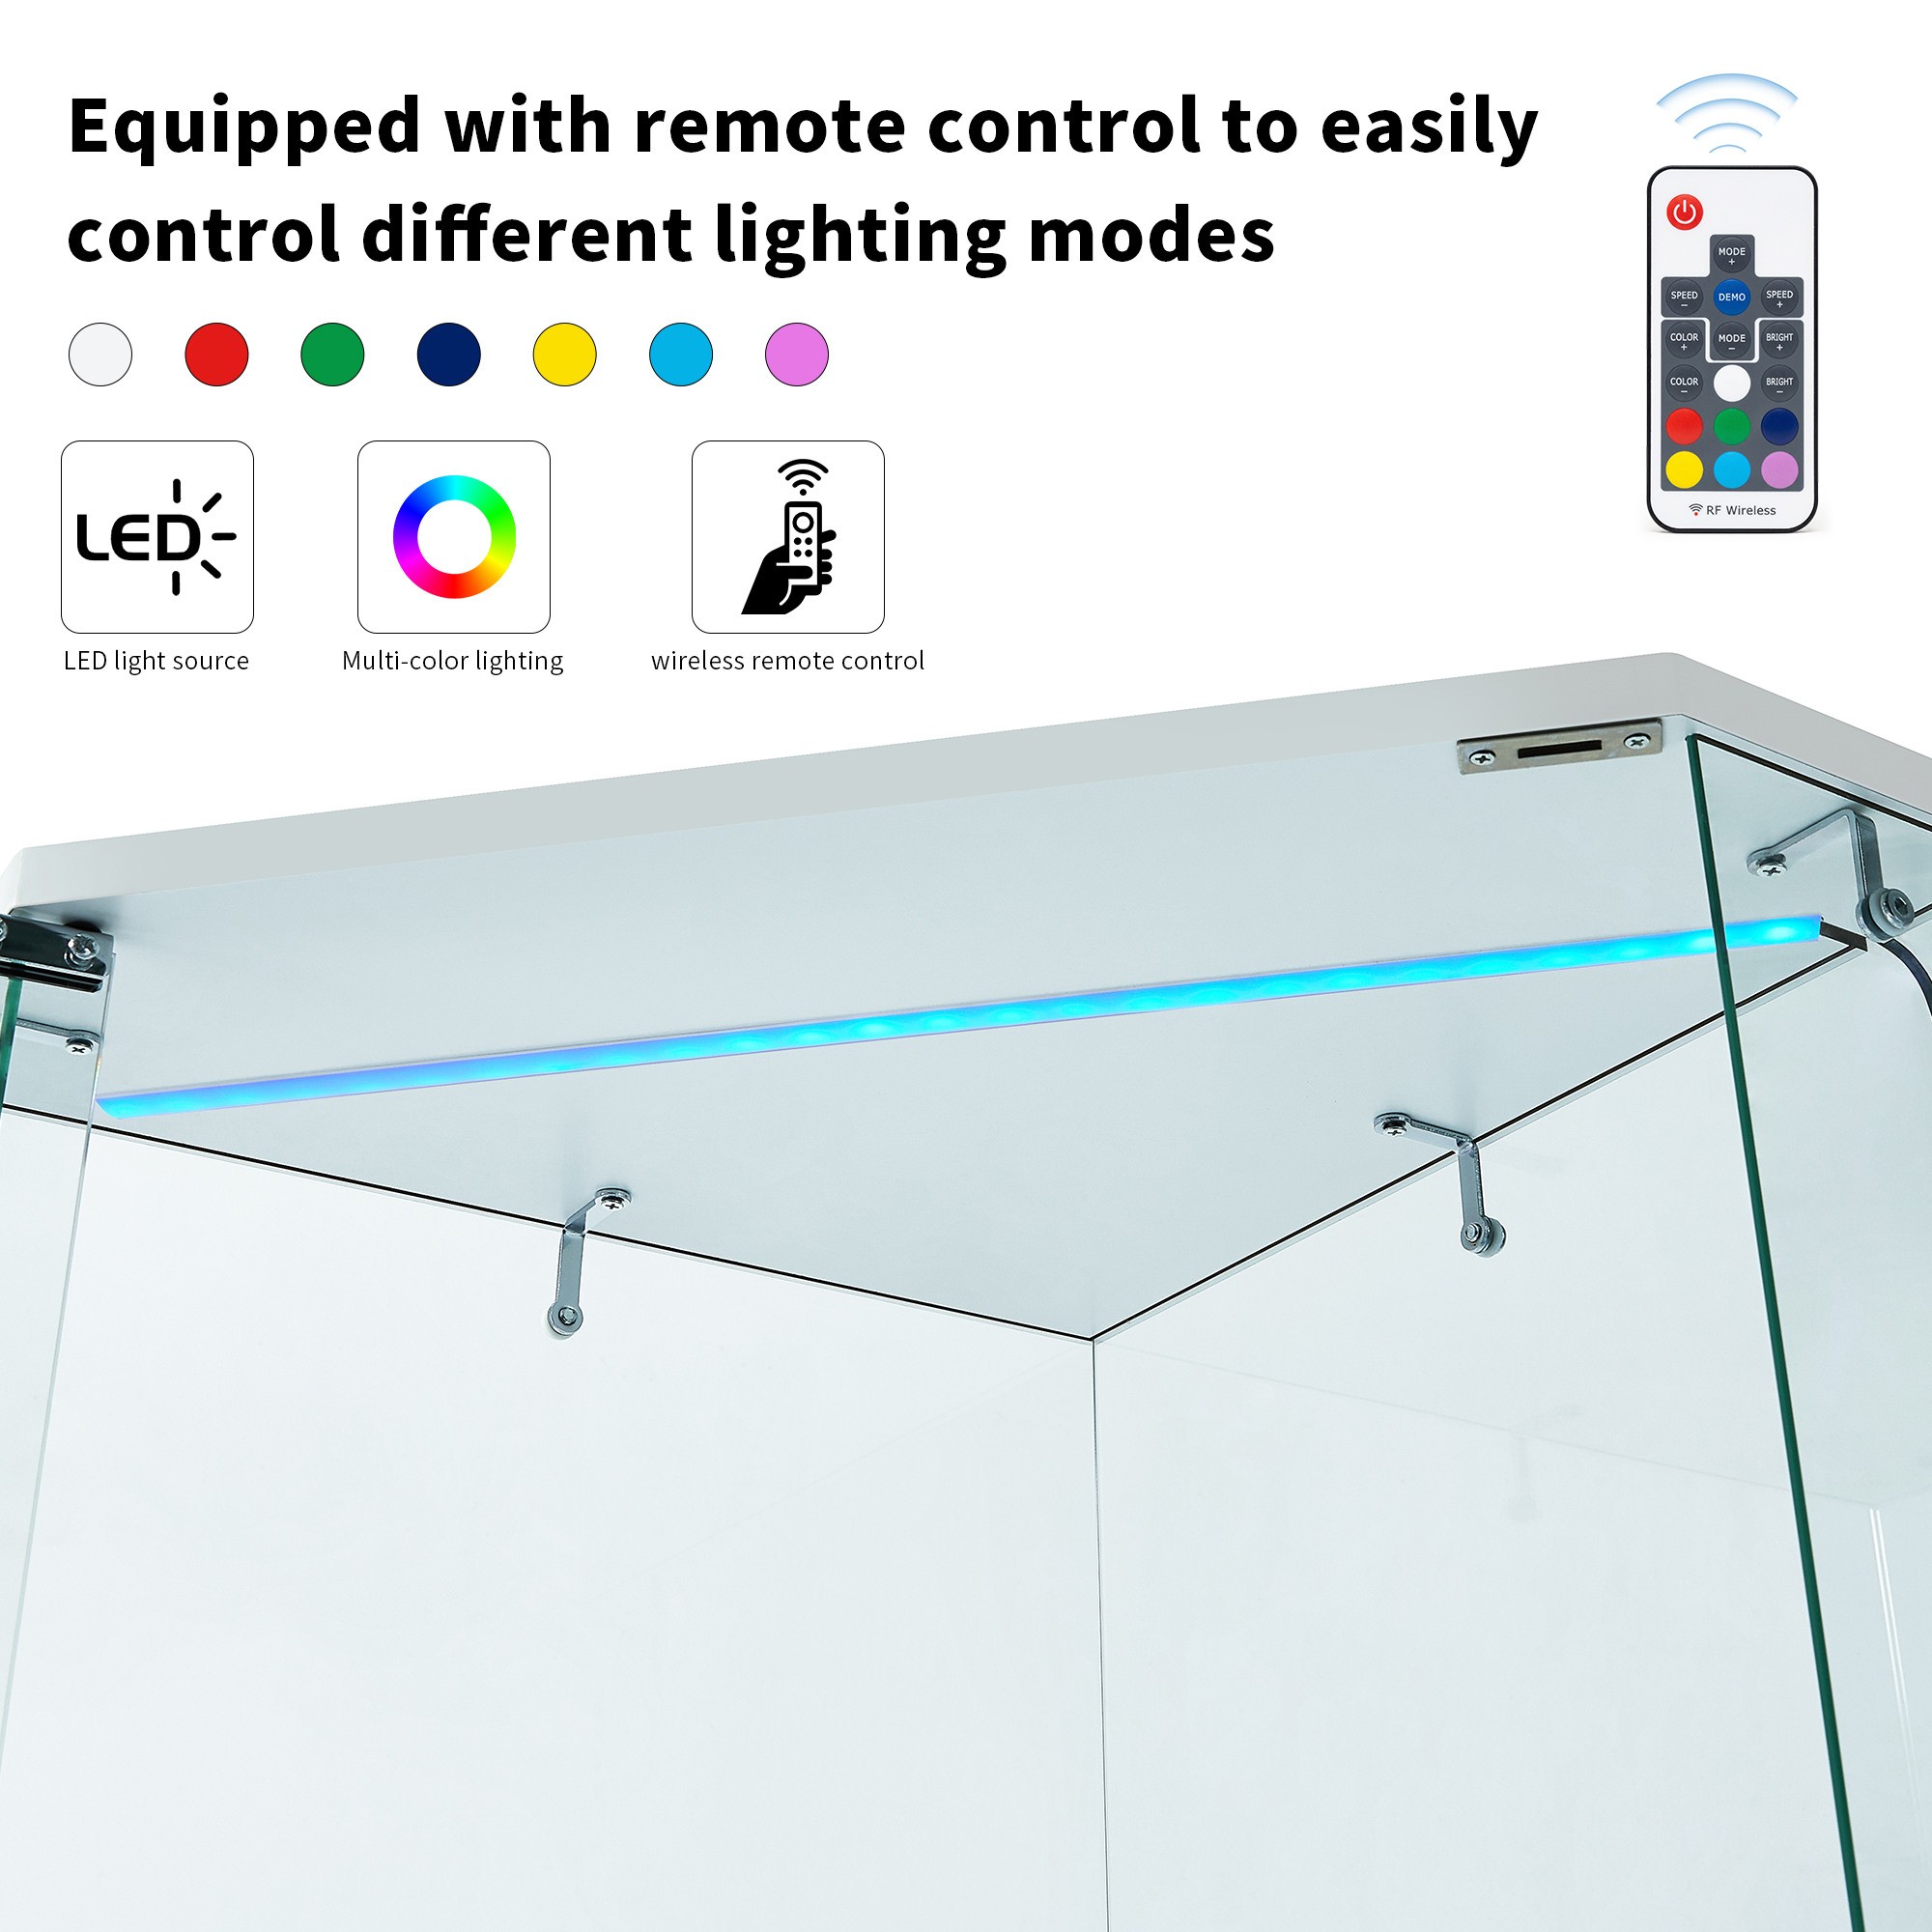 Equipped with remote control to easily
control different lighting modes
MODE
+
SPEED
−
DEMO
SPEED
+
COLOR
+
MODE
−
BRIGHT
+
COLOR
−
BRIGHT
−
RF Wireless
LED
LED light source
Multi-color lighting
wireless remote control